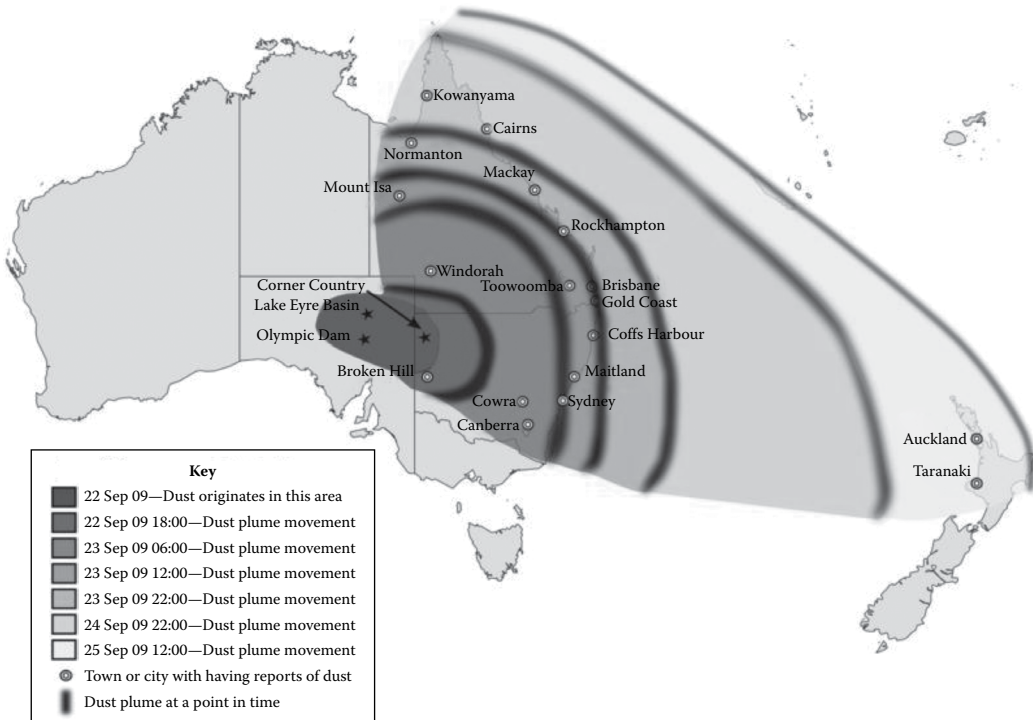 Kowanyama
Cairns
Normanton
Mackay
Mount Isa
Rockhampton
Windorah
Corner Country
Toowoomba
Brisbane
Lake Eyre Basin
Gold Coast
Olympic Dam
Coffs Harbour
Broken Hill
Maitland
Cowra
Sydney
Canberra
Auckland
Taranaki
Key
22 Sep 09—Dust originates in this area
22 Sep 09 18:00—Dust plume movement
23 Sep 09 06:00—Dust plume movement
23 Sep 09 12:00—Dust plume movement
23 Sep 09 22:00—Dust plume movement
24 Sep 09 22:00—Dust plume movement
25 Sep 09 12:00—Dust plume movement
Town or city with having reports of dust
Dust plume at a point in time